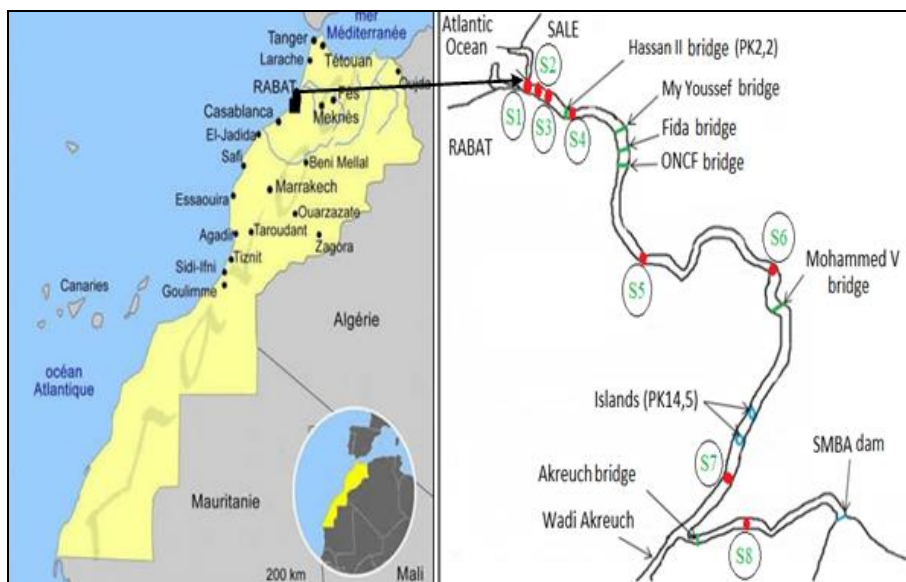 mer
Méditerranée
Tanger
Tétouan
Larache
Oujda
RABAT
Fés
Casablanca
Meknés
El-Jadida
Safi
Beni Mellal
Marrakech
Essaouira
Ouarzazate
Agadir
Taroudant
Zagora
Tiznit
Sidi-Ifni
Goulimme
Canaries
Algérie
océan
Atlantique
Mauritanie
200 km
Mali
Atlantic
Ocean
SALE
Hassan II bridge (PK2,2)
S2
S1
S3
S4
My Youssef bridge
RABAT
Fida bridge
ONCF bridge
S6
S5
Mohammed V
bridge
Islands (PK14,5)
SMBA dam
S7
Akreuch bridge
Wadi Akreuch
S8